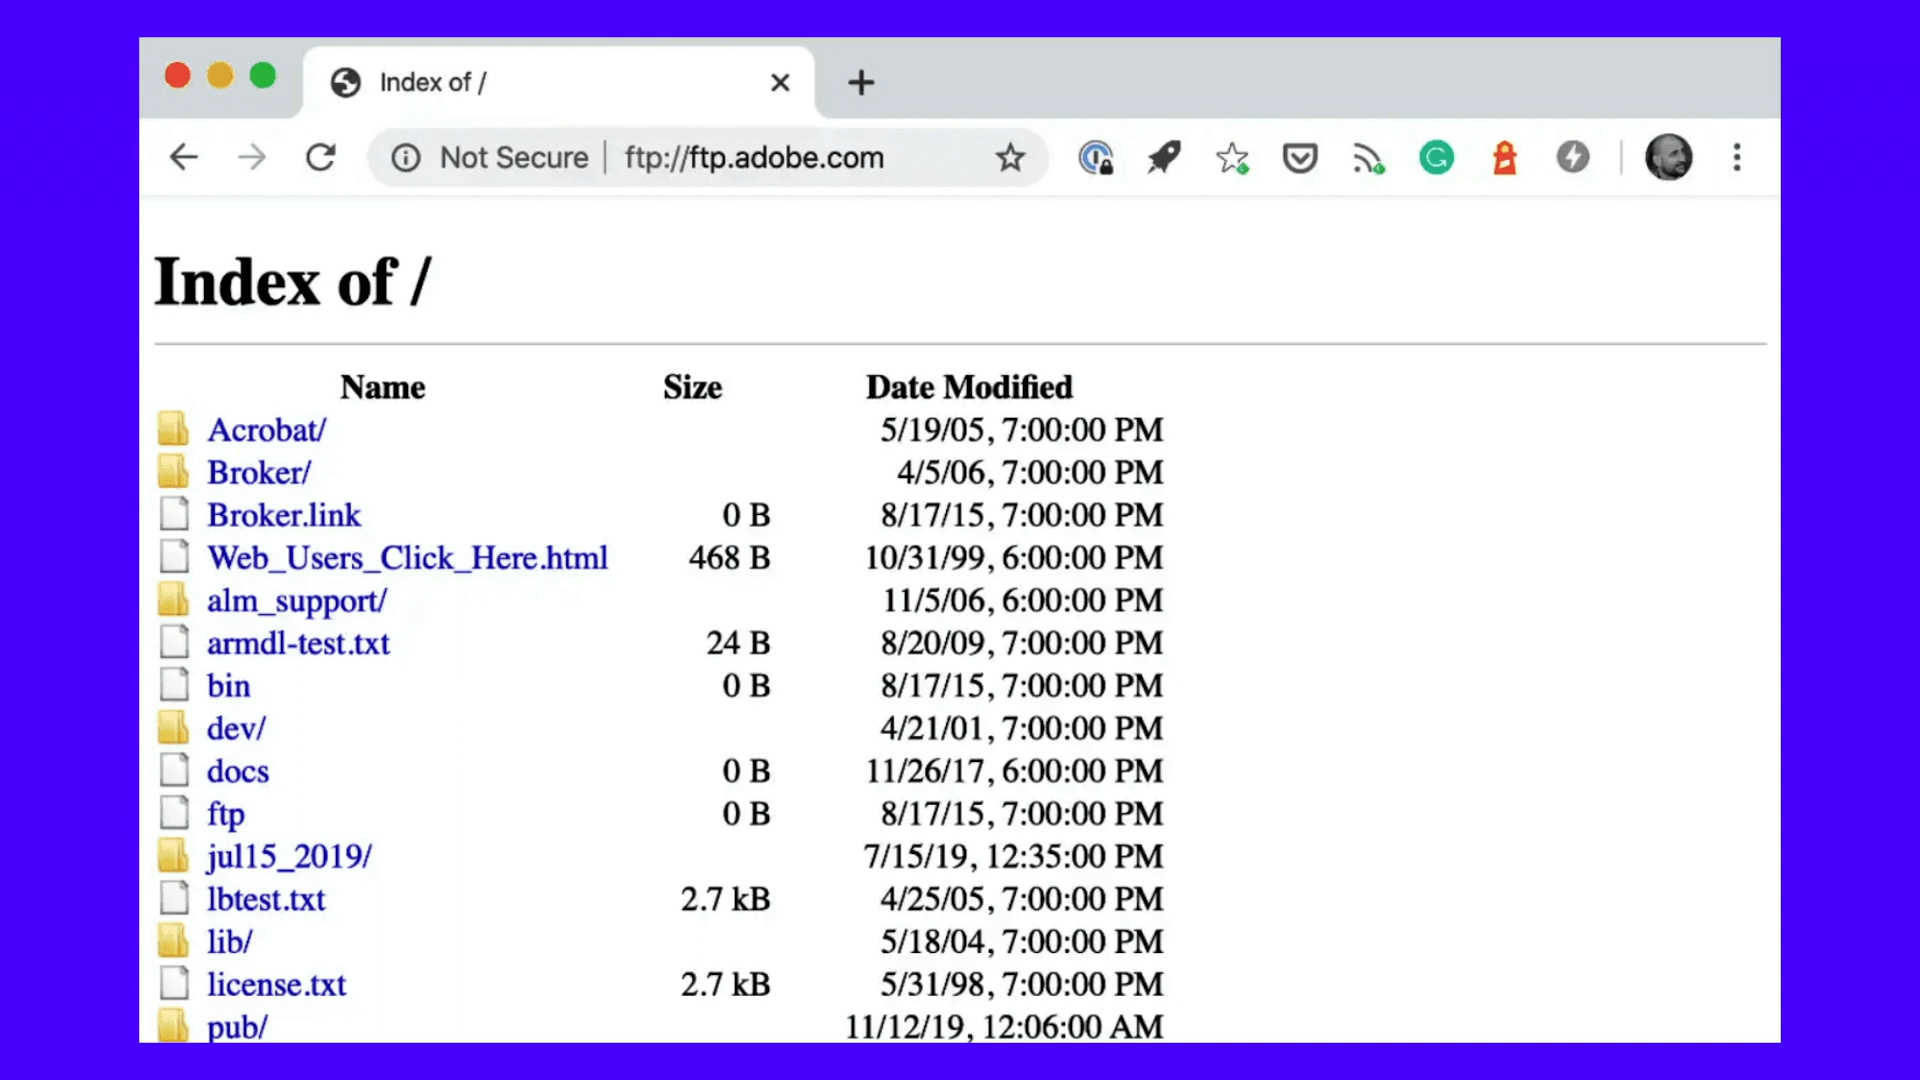 Index of /
Not Secure | ftp://ftp.adobe.com
Index of /
Name Size Date Modified
Acrobat/ 5/19/05, 7:00:00 PM
Broker/ 4/5/06, 7:00:00 PM
Broker.link 0 B 8/17/15, 7:00:00 PM
Web_Users_Click_Here.html 468 B 10/31/99, 6:00:00 PM
alm_support/ 11/5/06, 6:00:00 PM
armdl-test.txt 24 B 8/20/09, 7:00:00 PM
bin 0 B 8/17/15, 7:00:00 PM
dev/ 4/21/01, 7:00:00 PM
docs 0 B 11/26/17, 6:00:00 PM
ftp 0 B 8/17/15, 7:00:00 PM
jul15_2019/ 7/15/19, 12:35:00 PM
lbtest.txt 2.7 kB 4/25/05, 7:00:00 PM
lib/ 5/18/04, 7:00:00 PM
license.txt 2.7 kB 5/31/98, 7:00:00 PM
pub/ 11/12/19, 12:06:00 AM